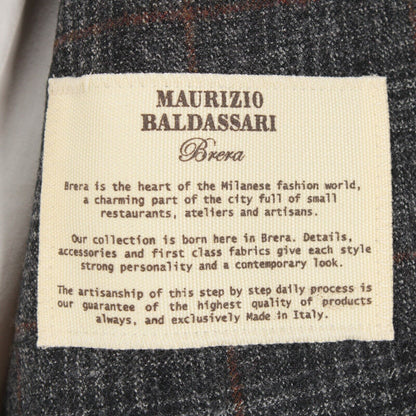 MAURIZIO
BALDASSARI
Brera
Brera is the heart of the Milanese fashion world,
a charming part of the city full of small
restaurants, ateliers and artisans.
Our collection is born here in Brera. Details,
accessories and first class fabrics give each style
strong personality and a contemporary look.
The artisanship of this step by step daily process is
our guarantee of the highest quality of products
always, and exclusively Made in Italy.